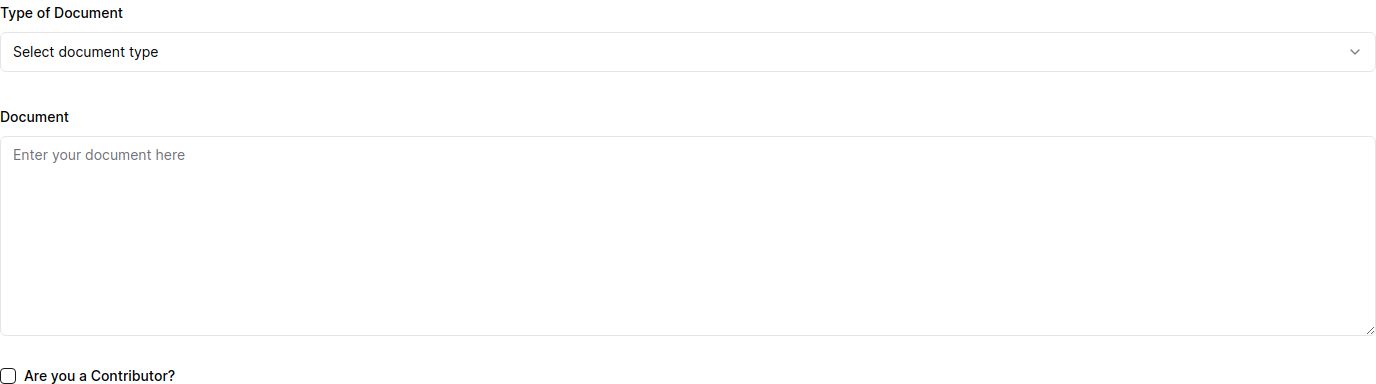 Type of Document
Select document type
Document
Enter your document here
Are you a Contributor?